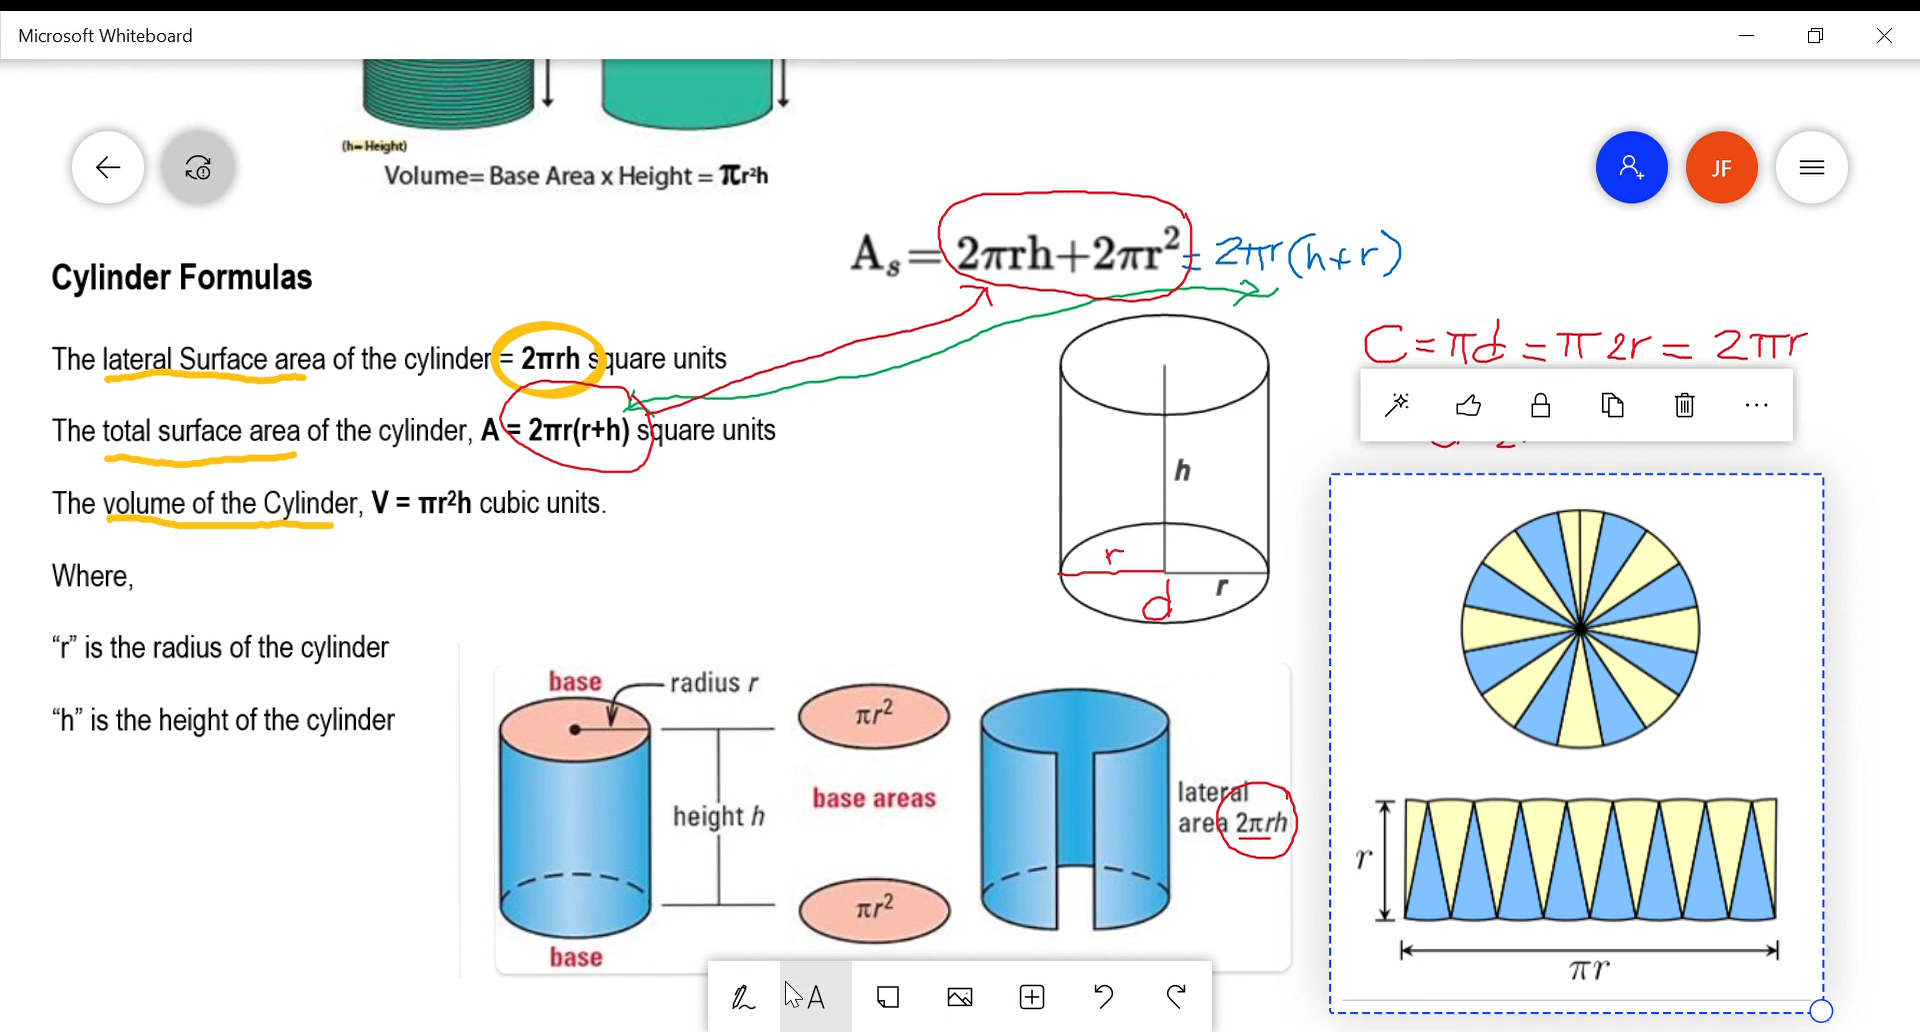 Microsoft Whiteboard
(h=Height)
Volume= Base Area x Height = πr²h
JF
Aₛ = 2πrh+2πr² = 2πr(h+r)
Cylinder Formulas
The lateral Surface area of the cylinder = 2πrh square units
C = πd = π 2r = 2πr
The total surface area of the cylinder, A = 2πr(r+h) square units
The volume of the Cylinder, V = πr²h cubic units.
Where,
“r” is the radius of the cylinder
“h” is the height of the cylinder
h
r
r
d
base
radius r
height h
base
πr²
base areas
πr²
lateral
area 2πrh
r
πr
A